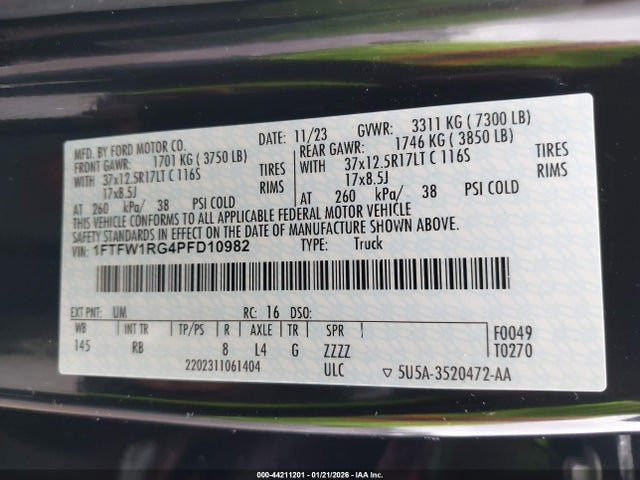 MFD. BY FORD MOTOR CO. DATE: 11/23 GVWR: 3311 KG ( 7300 LB)
FRONT GAWR: 1701 KG ( 3750 LB) REAR GAWR: 1746 KG ( 3850 LB)
WITH 37x12.5R17LT C 116S TIRES WITH 37x12.5R17LT C 116S TIRES
17x8.5J RIMS 17x8.5J RIMS
AT 260 kPa/ 38 PSI COLD AT 260 kPa/ 38 PSI COLD
THIS VEHICLE CONFORMS TO ALL APPLICABLE FEDERAL MOTOR VEHICLE
SAFETY STANDARDS IN EFFECT ON THE DATE OF MANUFACTURE SHOWN ABOVE.
VIN: 1FTFW1RG4PFD10982 TYPE: Truck
EXT PNT: UM RC: 16 DSO:
WB INT TR TP/PS R AXLE TR SPR F0049
145 RB 8 L4 G ZZZZ T0270
2202311061404 ULC ▽ 5U5A-3520472-AA
000-44211201 - 01/21/2026 - IAA Inc.